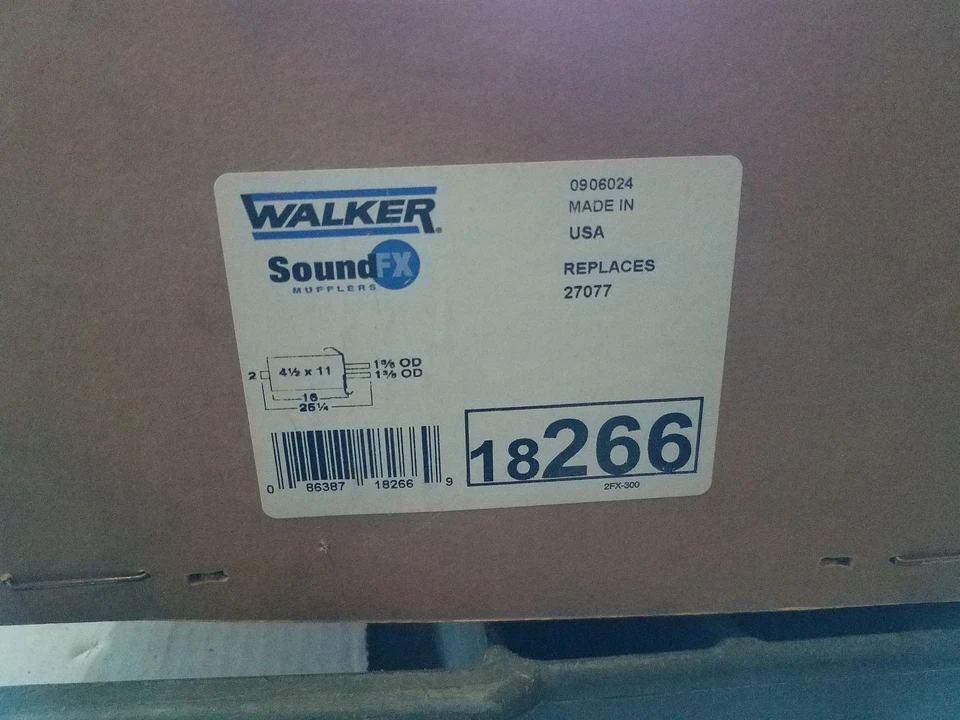 WALKER®
SoundFX
MUFFLERS
0906024
MADE IN
USA
REPLACES
27077
2
4½ x 11
1⅜ OD
1⅜ OD
16
25¼
0 86387 18266 9
18266
2FX-300